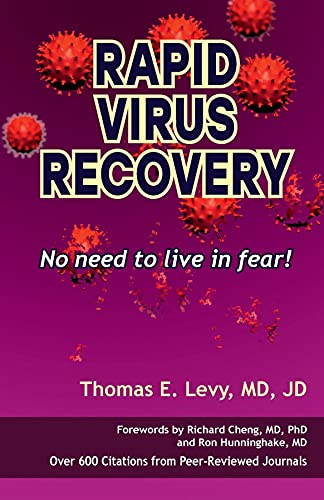 RAPID
VIRUS
RECOVERY
No need to live in fear!
Thomas E. Levy, MD, JD
Forewords by Richard Cheng, MD, PhD
and Ron Hunninghake, MD
Over 600 Citations from Peer-Reviewed Journals